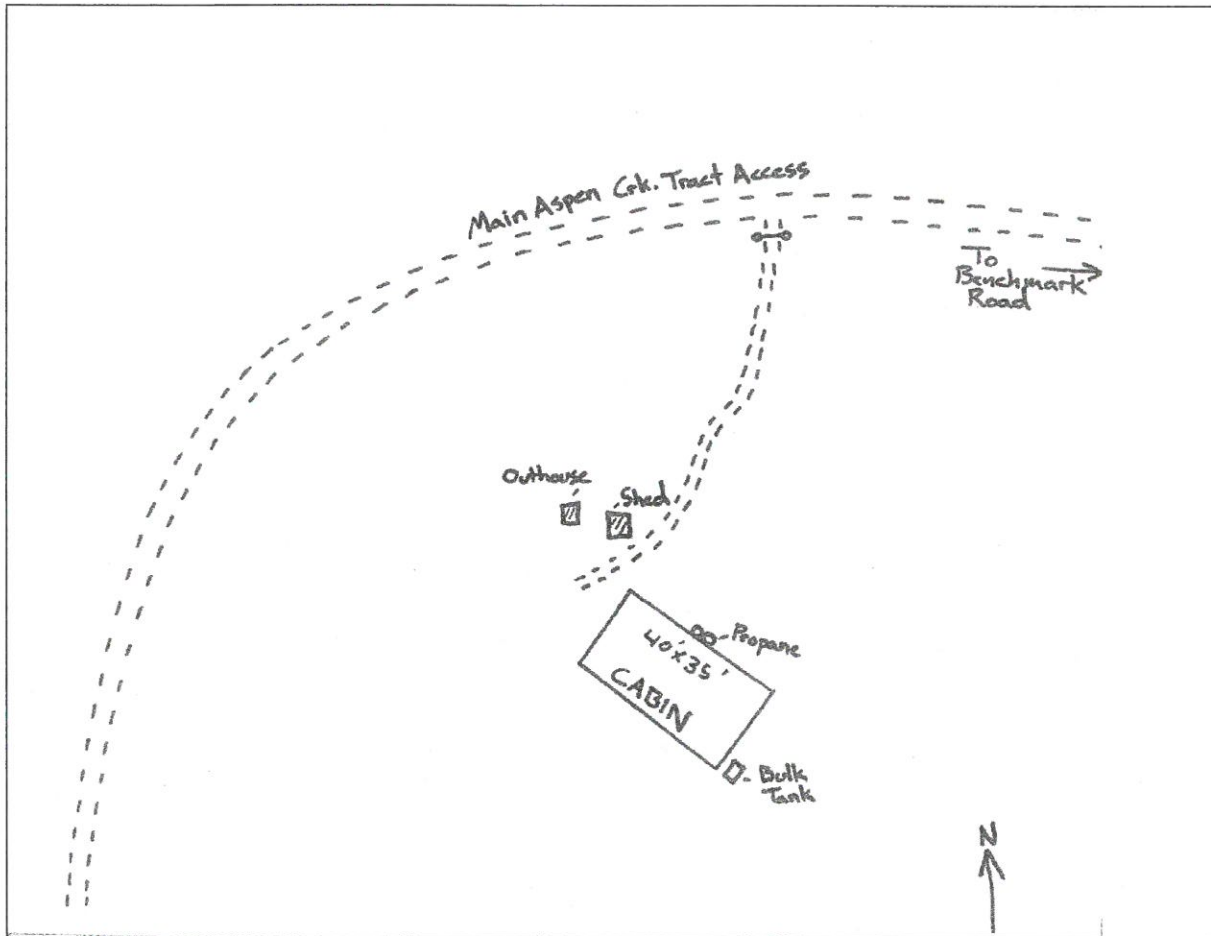 Main Aspen Crk. Tract Access
To
Benchmark
Road
Outhouse
Shed
Propane
40'x35'
CABIN
Bulk
Tank
N